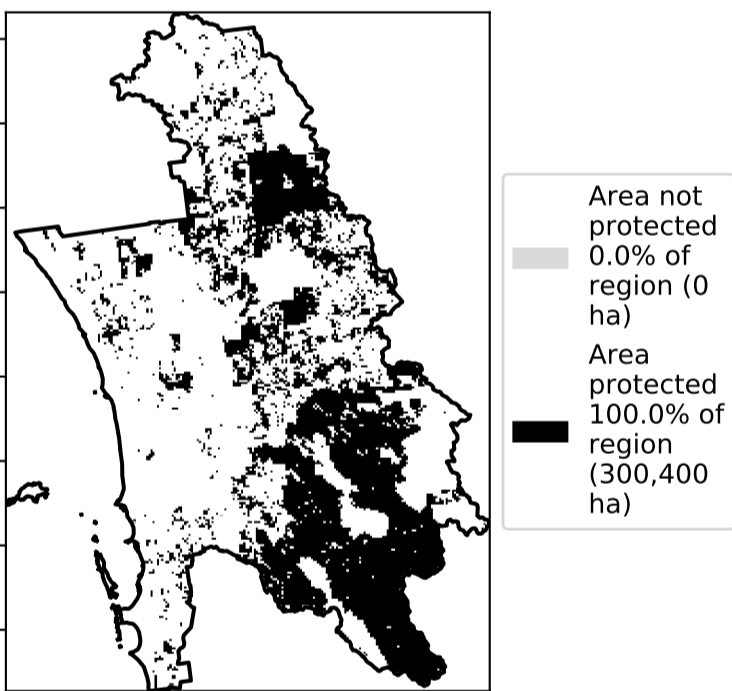 Area not
protected
0.0% of
region (0
ha)
Area
protected
100.0% of
region
(300,400
ha)